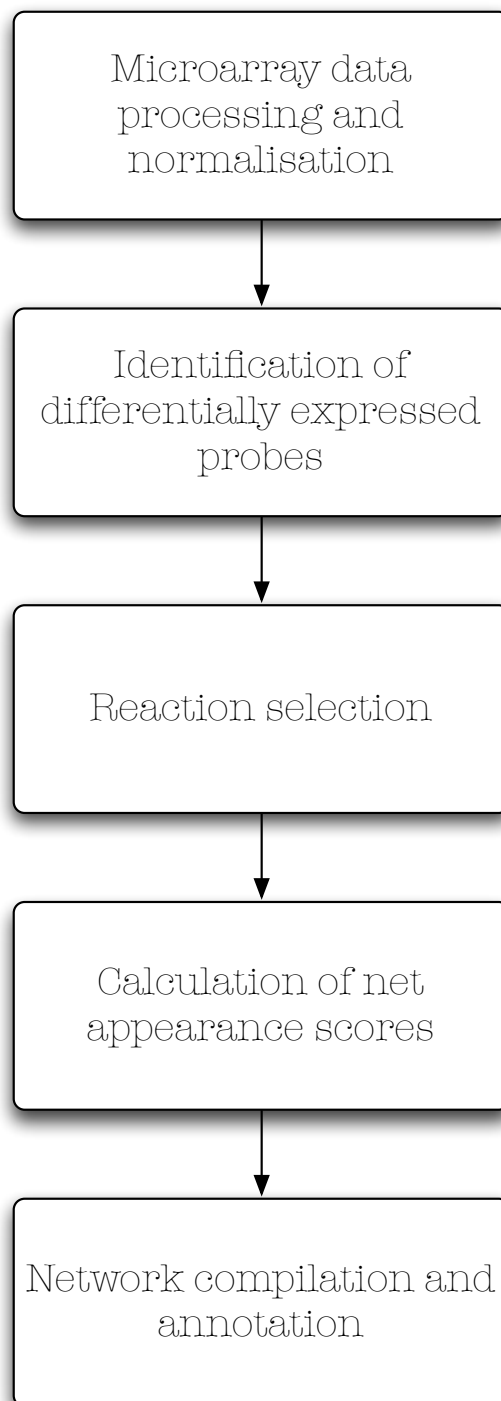 Microarray data
processing and
normalisation
Identification of
differentially expressed
probes
Reaction selection
Calculation of net
appearance scores
Network compilation and
annotation